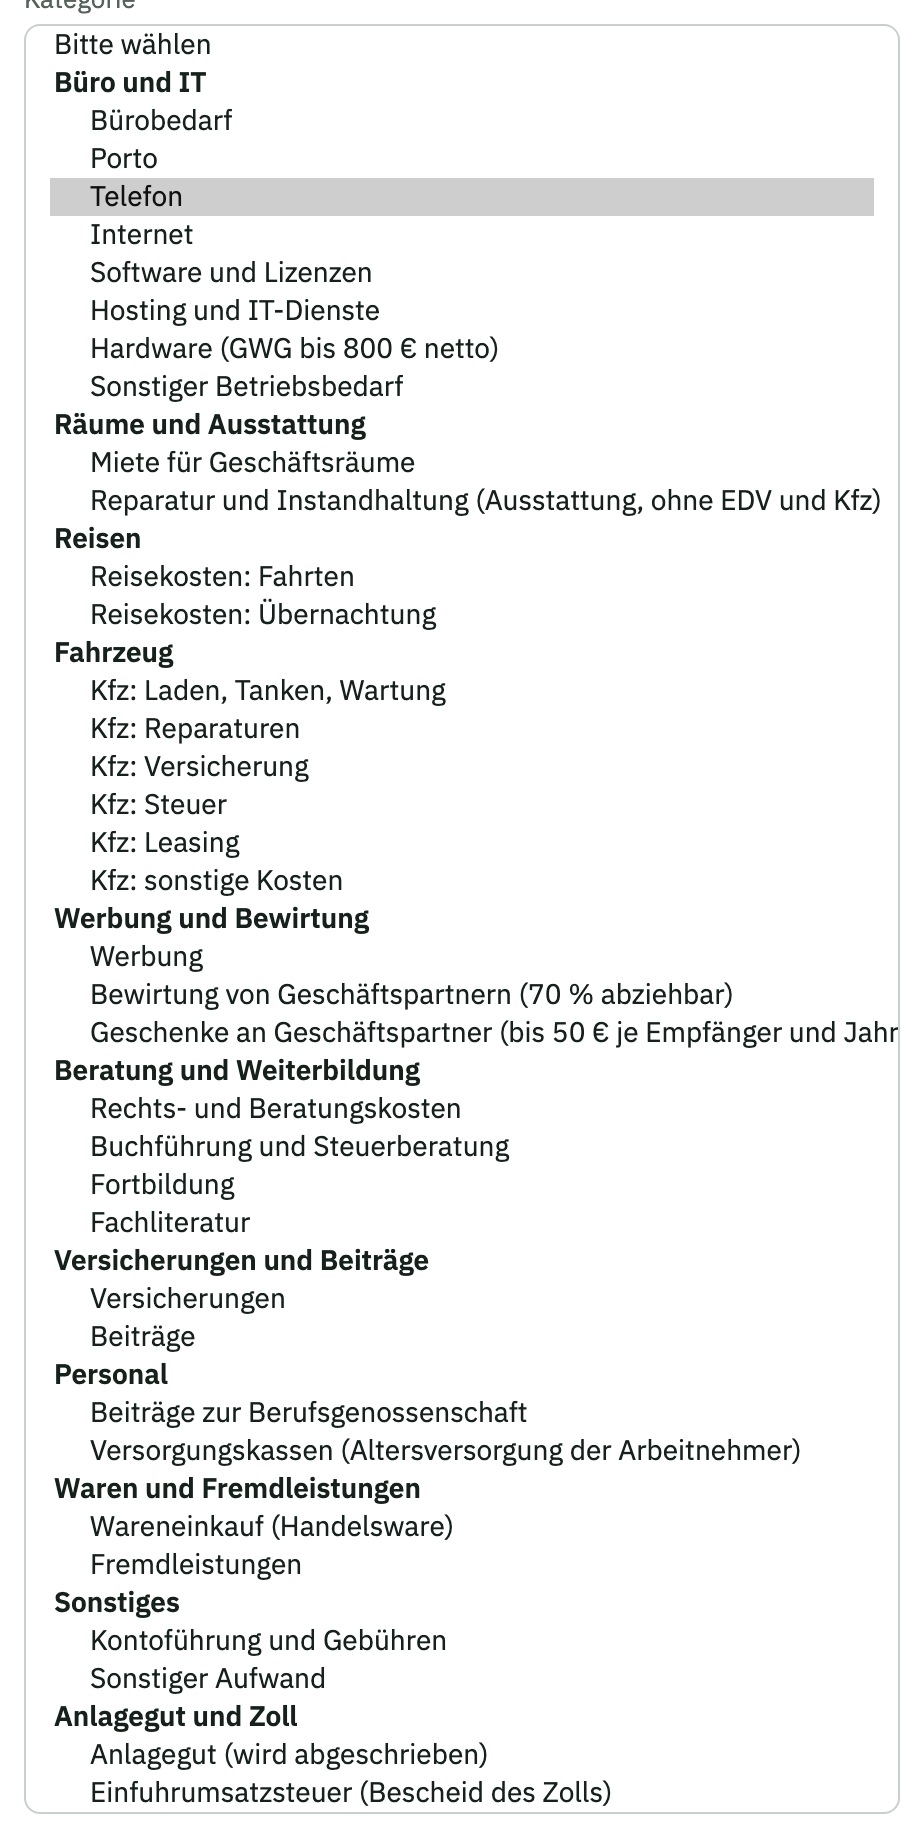 Kategorie
Bitte wählen
Büro und IT
Bürobedarf
Porto
Telefon
Internet
Software und Lizenzen
Hosting und IT-Dienste
Hardware (GWG bis 800 € netto)
Sonstiger Betriebsbedarf
Räume und Ausstattung
Miete für Geschäftsräume
Reparatur und Instandhaltung (Ausstattung, ohne EDV und Kfz)
Reisen
Reisekosten: Fahrten
Reisekosten: Übernachtung
Fahrzeug
Kfz: Laden, Tanken, Wartung
Kfz: Reparaturen
Kfz: Versicherung
Kfz: Steuer
Kfz: Leasing
Kfz: sonstige Kosten
Werbung und Bewirtung
Werbung
Bewirtung von Geschäftspartnern (70 % abziehbar)
Geschenke an Geschäftspartner (bis 50 € je Empfänger und Jahr
Beratung und Weiterbildung
Rechts- und Beratungskosten
Buchführung und Steuerberatung
Fortbildung
Fachliteratur
Versicherungen und Beiträge
Versicherungen
Beiträge
Personal
Beiträge zur Berufsgenossenschaft
Versorgungskassen (Altersversorgung der Arbeitnehmer)
Waren und Fremdleistungen
Wareneinkauf (Handelsware)
Fremdleistungen
Sonstiges
Kontoführung und Gebühren
Sonstiger Aufwand
Anlagegut und Zoll
Anlagegut (wird abgeschrieben)
Einfuhrumsatzsteuer (Bescheid des Zolls)